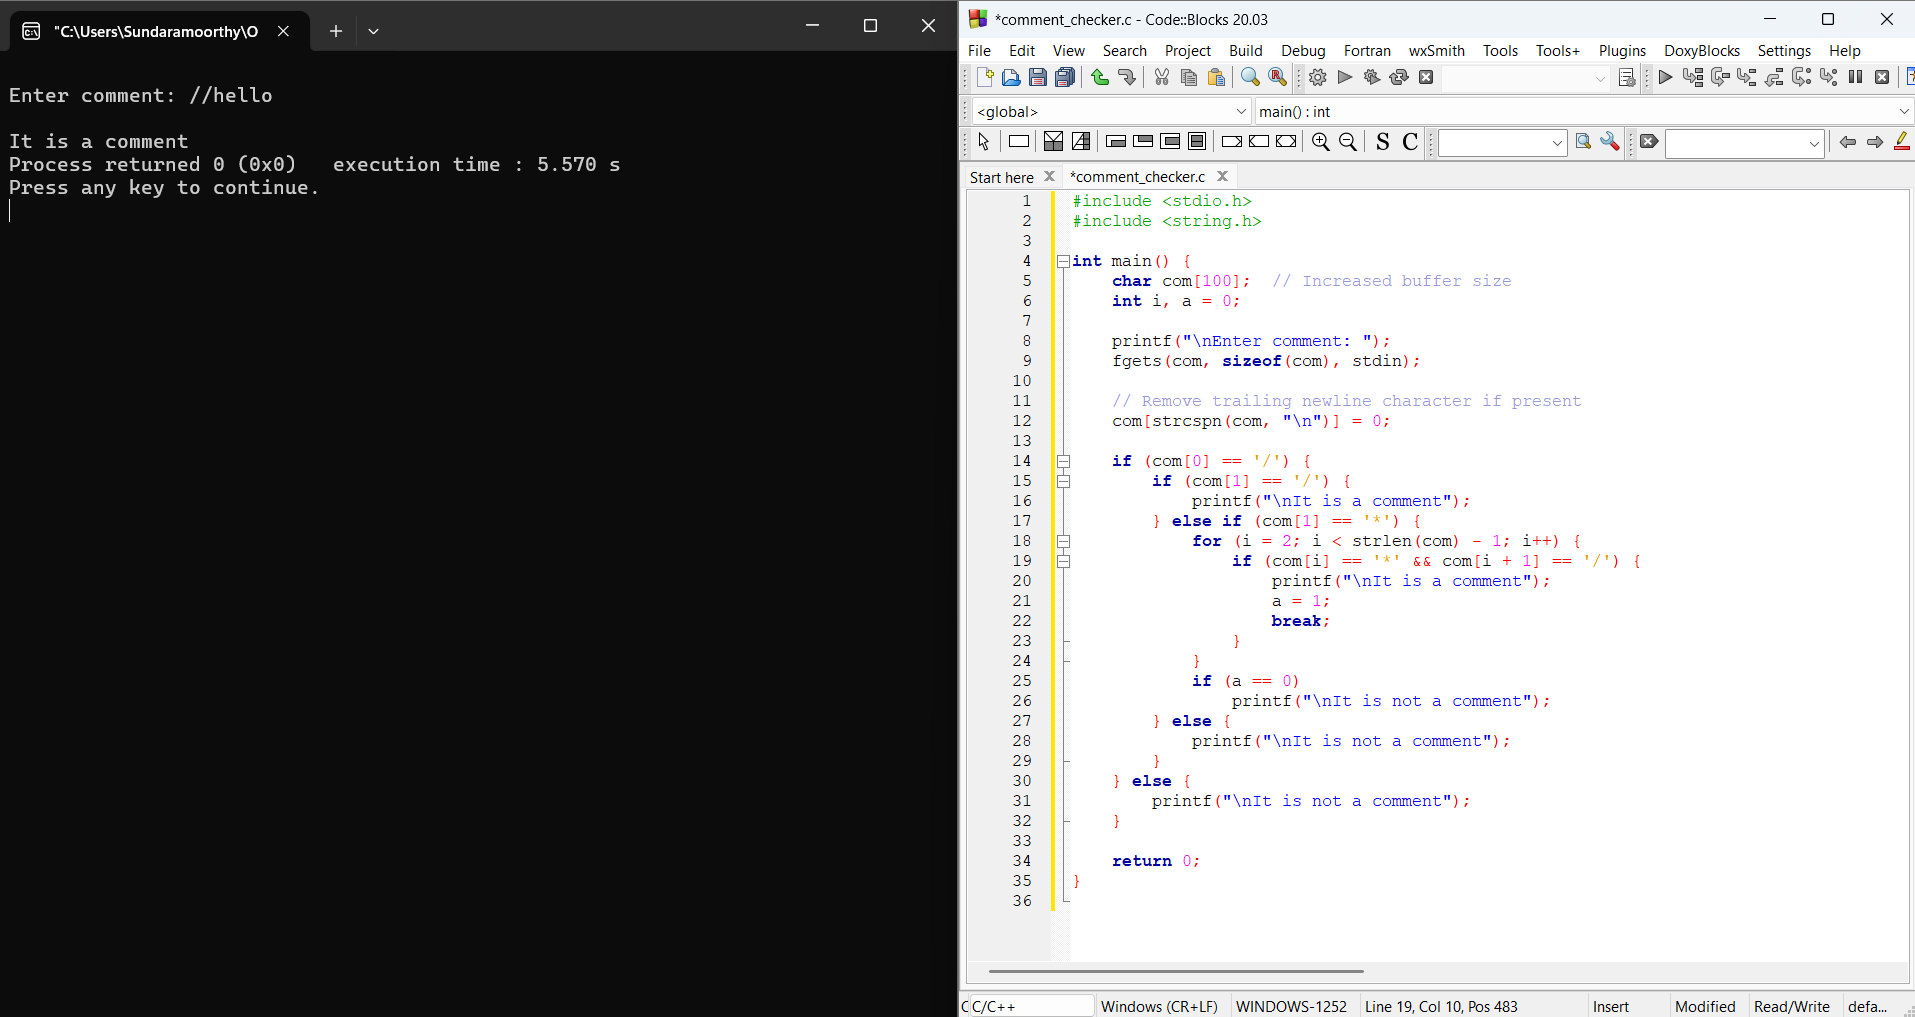 "C:\Users\Sundaramoorthy\O
Enter comment: //hello
It is a comment
Process returned 0 (0x0)   execution time : 5.570 s
Press any key to continue.
*comment_checker.c - Code::Blocks 20.03
File Edit View Search Project Build Debug Fortran wxSmith Tools Tools+ Plugins DoxyBlocks Settings Help
<global> main() : int
S C
Start here *comment_checker.c
1 #include <stdio.h>
2 #include <string.h>
3
4 int main() {
5     char com[100];  // Increased buffer size
6     int i, a = 0;
7
8     printf("\nEnter comment: ");
9     fgets(com, sizeof(com), stdin);
10
11     // Remove trailing newline character if present
12     com[strcspn(com, "\n")] = 0;
13
14     if (com[0] == '/') {
15         if (com[1] == '/') {
16             printf("\nIt is a comment");
17         } else if (com[1] == '*') {
18             for (i = 2; i < strlen(com) - 1; i++) {
19                 if (com[i] == '*' && com[i + 1] == '/') {
20                     printf("\nIt is a comment");
21                     a = 1;
22                     break;
23                 }
24             }
25             if (a == 0)
26                 printf("\nIt is not a comment");
27         } else {
28             printf("\nIt is not a comment");
29         }
30     } else {
31         printf("\nIt is not a comment");
32     }
33
34     return 0;
35 }
36
C/C++ Windows (CR+LF) WINDOWS-1252 Line 19, Col 10, Pos 483 Insert Modified Read/Write defa...